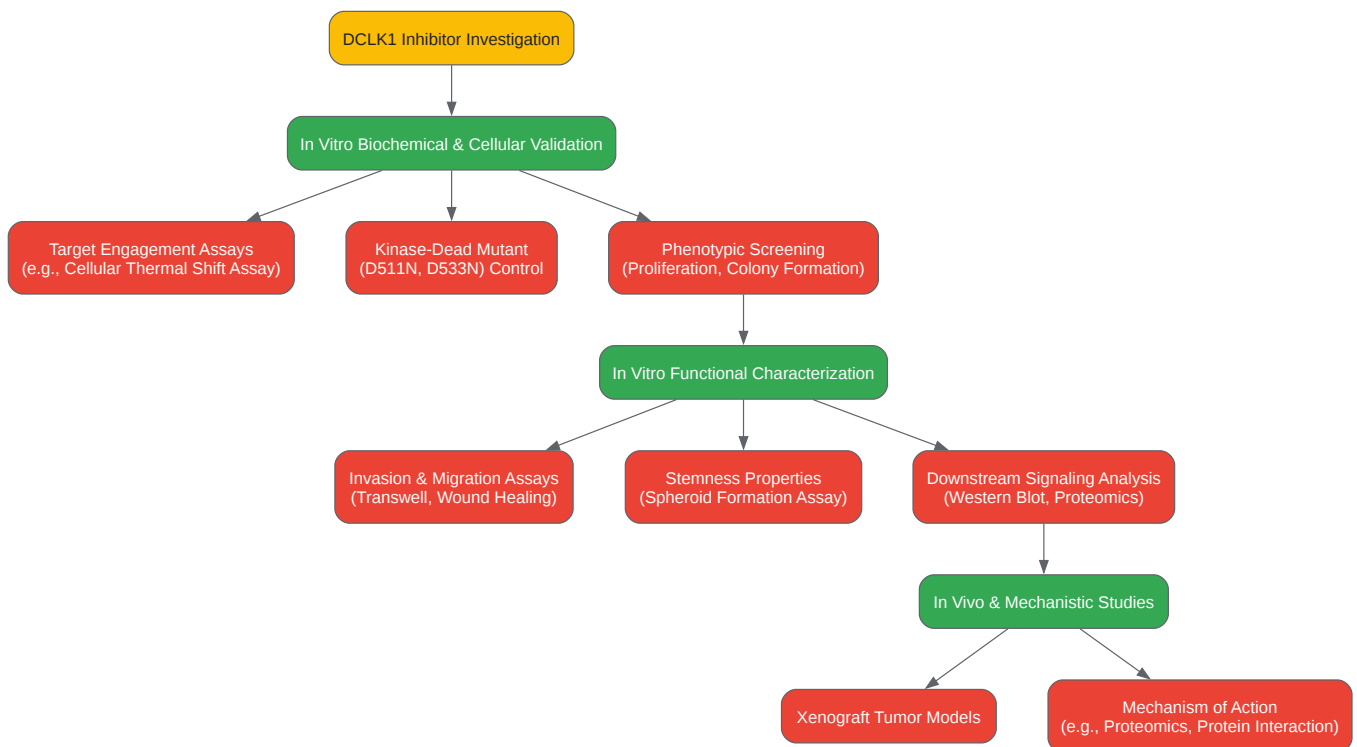 DCLK1 Inhibitor Investigation
In Vitro Biochemical & Cellular Validation
Target Engagement Assays
(e.g., Cellular Thermal Shift Assay)
Kinase-Dead Mutant
(D511N, D533N) Control
Phenotypic Screening
(Proliferation, Colony Formation)
In Vitro Functional Characterization
Invasion & Migration Assays
(Transwell, Wound Healing)
Stemness Properties
(Spheroid Formation Assay)
Downstream Signaling Analysis
(Western Blot, Proteomics)
In Vivo & Mechanistic Studies
Xenograft Tumor Models
Mechanism of Action
(e.g., Proteomics, Protein Interaction)